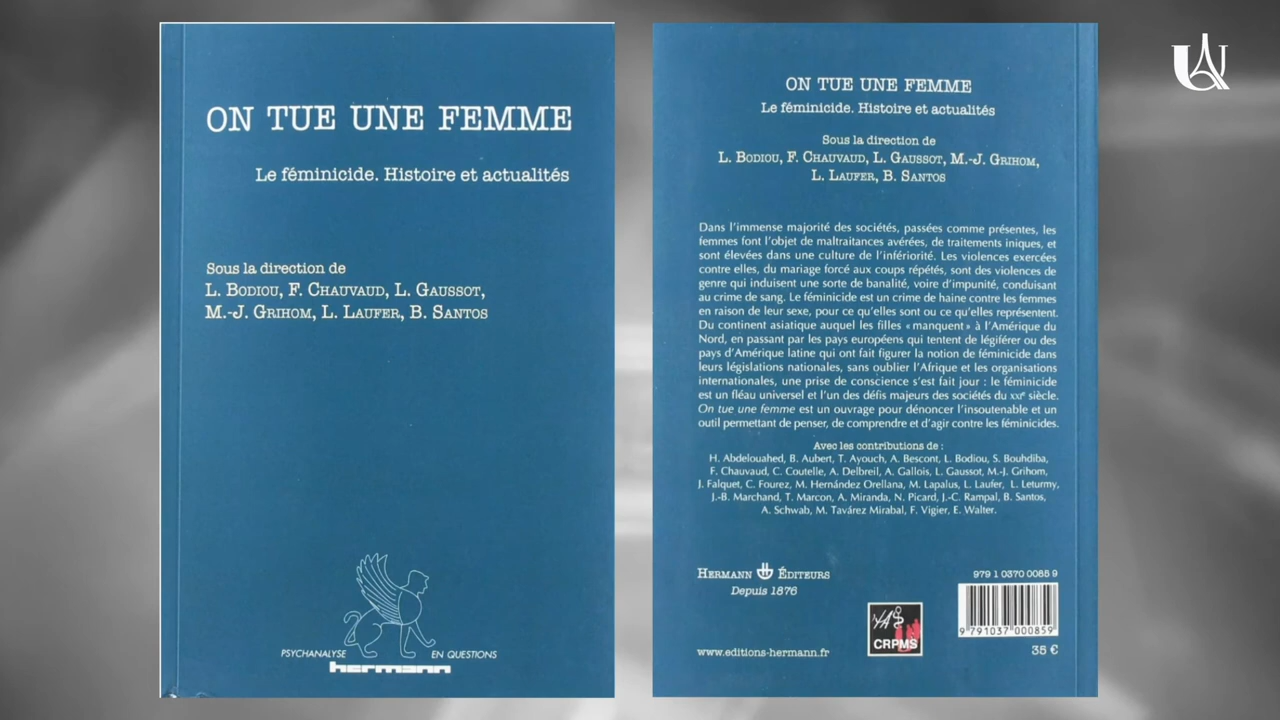 ON TUE UNE FEMME
Le féminicide. Histoire et actualités
Sous la direction de
L. Bodiou, F. Chauvaud, L. Gaussot,
M.-J. Grihom, L. Laufer, B. Santos
PSYCHANALYSE EN QUESTIONS
hermann
ON TUE UNE FEMME
Le féminicide. Histoire et actualités
Sous la direction de
L. Bodiou, F. Chauvaud, L. Gaussot, M.-J. Grihom,
L. Laufer, B. Santos
Dans l'immense majorité des sociétés, passées comme présentes, les
femmes font l'objet de maltraitances avérées, de traitements iniques, et
sont élevées dans une culture de l'infériorité. Les violences exercées
contre elles, du mariage forcé aux coups répétés, sont des violences de
genre qui induisent une sorte de banalité, voire d'impunité, conduisant
au crime de sang. Le féminicide est un crime de haine contre les femmes
en raison de leur sexe, pour ce qu'elles sont ou ce qu'elles représentent.
Du continent asiatique auquel les filles « manquent » à l'Amérique du
Nord, en passant par les pays européens qui tentent de légiférer ou des
pays d'Amérique latine qui ont fait figurer la notion de féminicide dans
leurs législations nationales, sans oublier l'Afrique et les organisations
internationales, une prise de conscience s'est fait jour : le féminicide
est un fléau universel et l'un des défis majeurs des sociétés du XXIe siècle.
On tue une femme est un ouvrage pour dénoncer l'insoutenable et un
outil permettant de penser, de comprendre et d'agir contre les féminicides.
Avec les contributions de :
H. Abdelouahed, B. Aubert, T. Ayouch, A. Bescont, L. Bodiou, S. Bouhdiba,
F. Chauvaud, C. Coutelle, A. Delbreil, A. Gallois, L. Gaussot, M.-J. Grihom,
J. Falquet, C. Fourez, M. Hernández Orellana, M. Lapalus, L. Laufer, L. Leturmy,
J.-B. Marchand, T. Marcon, A. Miranda, N. Picard, J.-C. Rampal, B. Santos,
A. Schwab, M. Tavárez Mirabal, F. Vigier, E. Walter.
Hermann Éditeurs
Depuis 1876
979 1 0370 0085 9
9 791037 000859
CRPMS
www.editions-hermann.fr
35 €